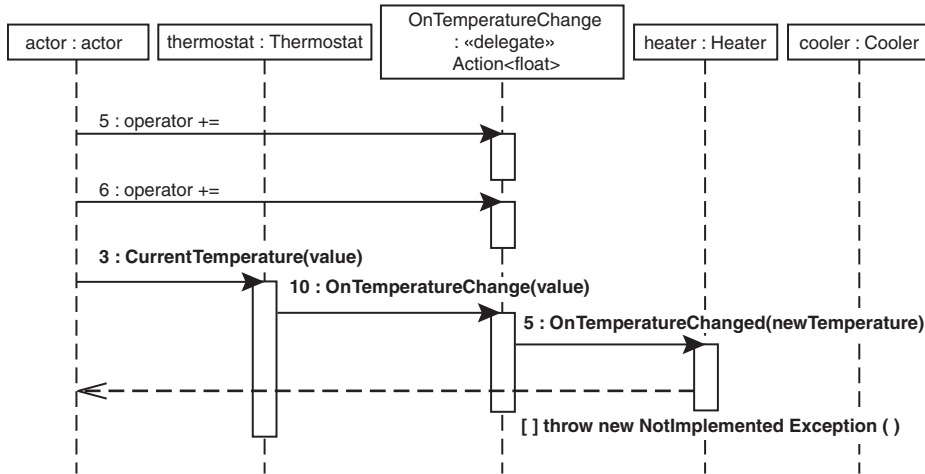 actor : actor
thermostat : Thermostat
OnTemperatureChange
: «delegate»
Action<float>
heater : Heater
cooler : Cooler
5 : operator +=
6 : operator +=
3 : CurrentTemperature(value)
10 : OnTemperatureChange(value)
5 : OnTemperatureChanged(newTemperature)
[ ] throw new NotImplemented Exception ( )